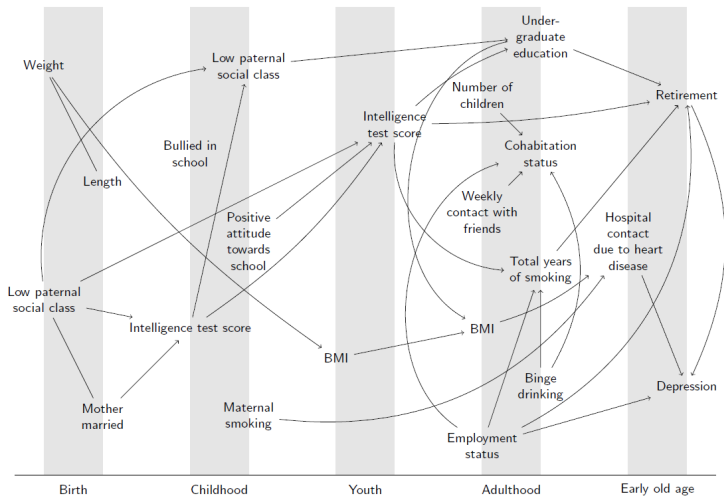 Under-
graduate
education
Weight
Low paternal
social class
Number of
children
Retirement
Intelligence
test score
Bullied in
school
Cohabitation
status
Length
Positive
attitude
towards
school
Weekly
contact with
friends
Hospital
contact
due to heart
disease
Total years
of smoking
Low paternal
social class
Intelligence test score
BMI
BMI
Binge
drinking
Depression
Mother
married
Maternal
smoking
Employment
status
Birth
Childhood
Youth
Adulthood
Early old age